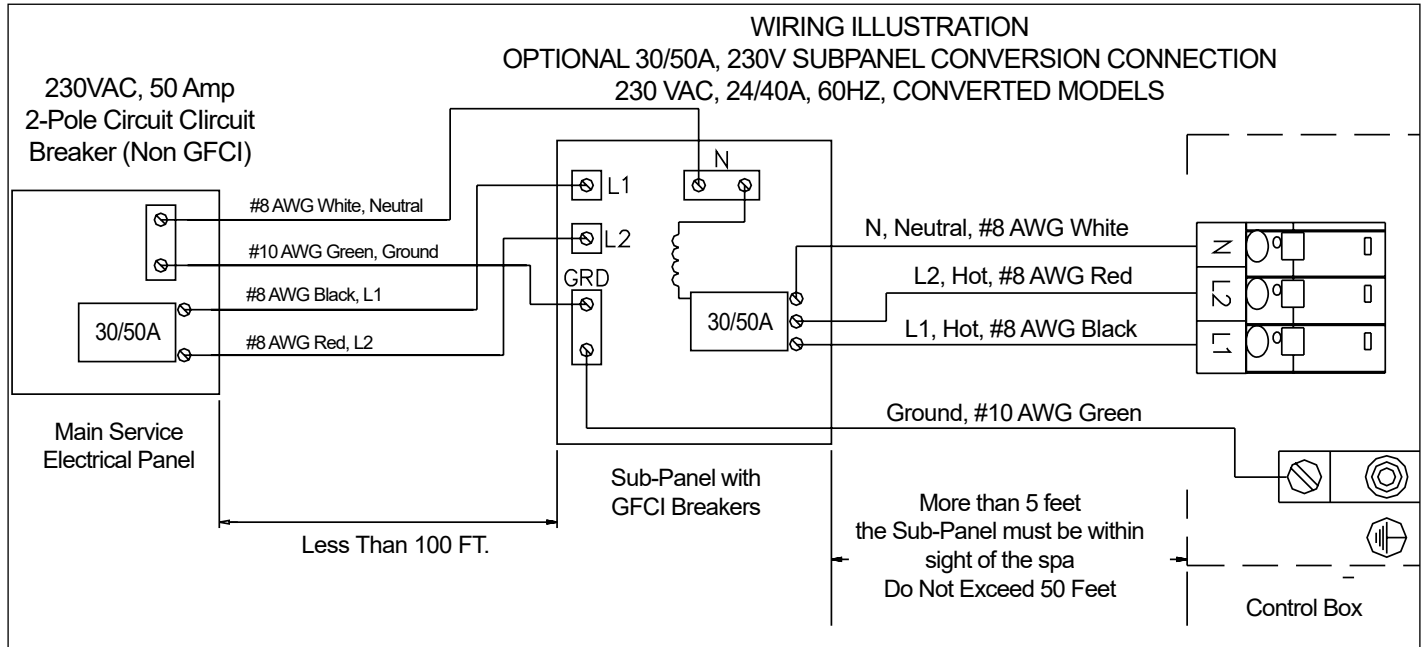 WIRING ILLUSTRATION
OPTIONAL 30/50A, 230V SUBPANEL CONVERSION CONNECTION
230 VAC, 24/40A, 60HZ, CONVERTED MODELS
230VAC, 50 Amp
2-Pole Circuit Clircuit
Breaker (Non GFCI)
#8 AWG White, Neutral
#10 AWG Green, Ground
#8 AWG Black, L1
#8 AWG Red, L2
30/50A
Main Service
Electrical Panel
Less Than 100 FT.
L1
L2
GRD
N
30/50A
Sub-Panel with
GFCI Breakers
N, Neutral, #8 AWG White
L2, Hot, #8 AWG Red
L1, Hot, #8 AWG Black
Ground, #10 AWG Green
More than 5 feet
the Sub-Panel must be within
sight of the spa
Do Not Exceed 50 Feet
N
L2
L1
Control Box